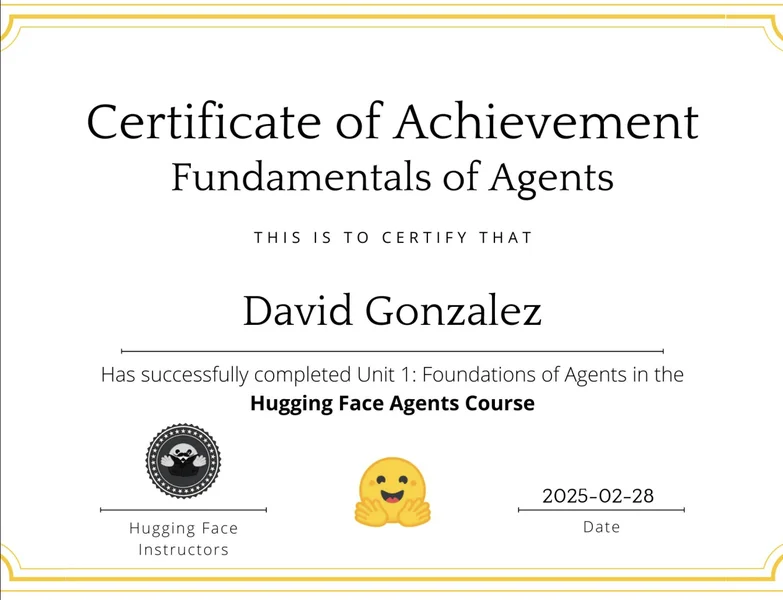 Certificate of Achievement
Fundamentals of Agents
THIS IS TO CERTIFY THAT
David Gonzalez
Has successfully completed Unit 1: Foundations of Agents in the
Hugging Face Agents Course
2025-02-28
Hugging Face
Instructors
Date